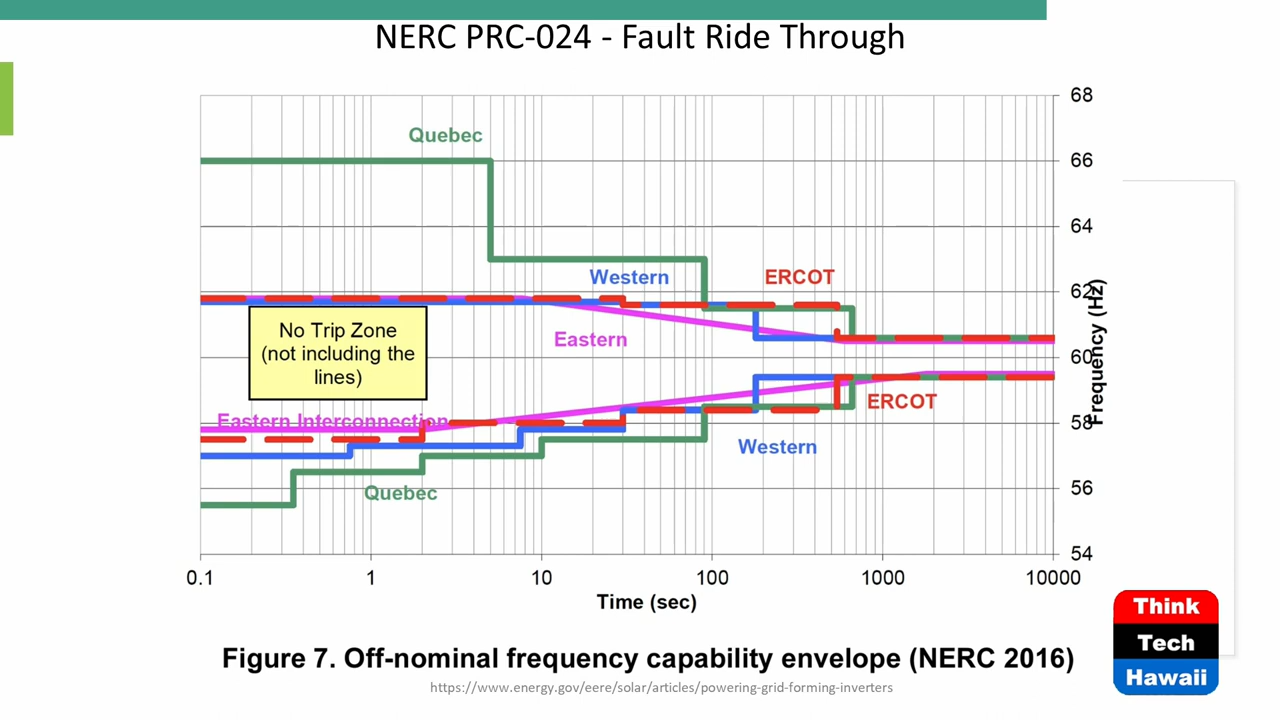 NERC PRC-024 - Fault Ride Through
68
Quebec
66
64
Western
ERCOT
62
No Trip Zone
(not including the
lines)
Eastern
60
Frequency (Hz)
ERCOT
Eastern Interconnection
58
Western
Quebec
56
54
0.1
1
10
100
1000
10000
Time (sec)
Think
Tech
Hawaii
Figure 7. Off-nominal frequency capability envelope (NERC 2016)
https://www.energy.gov/eere/solar/articles/powering-grid-forming-inverters